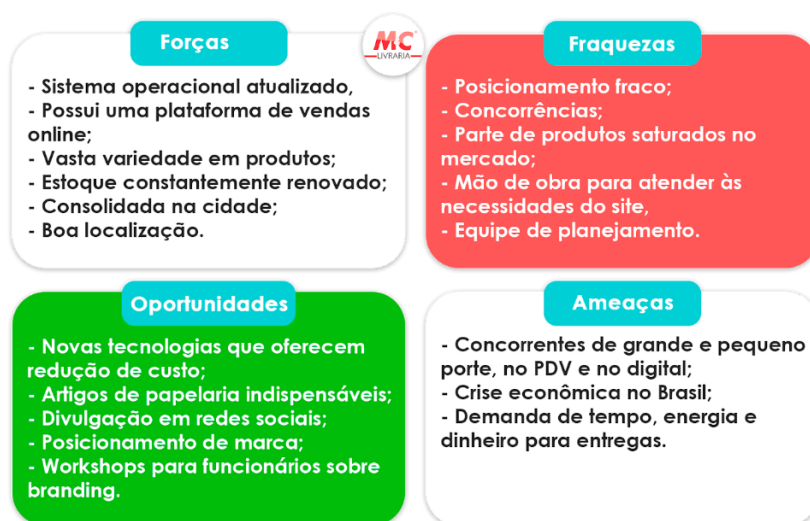 Forças
- Sistema operacional atualizado,
- Possui uma plataforma de vendas
online;
- Vasta variedade em produtos;
- Estoque constantemente renovado;
- Consolidada na cidade;
- Boa localização.
MC
LIVRARIA
Fraquezas
- Posicionamento fraco;
- Concorrências;
- Parte de produtos saturados no
mercado;
- Mão de obra para atender às
necessidades do site,
- Equipe de planejamento.
Oportunidades
- Novas tecnologias que oferecem
redução de custo;
- Artigos de papelaria indispensáveis;
- Divulgação em redes sociais;
- Posicionamento de marca;
- Workshops para funcionários sobre
branding.
Ameaças
- Concorrentes de grande e pequeno
porte, no PDV e no digital;
- Crise econômica no Brasil;
- Demanda de tempo, energia e
dinheiro para entregas.